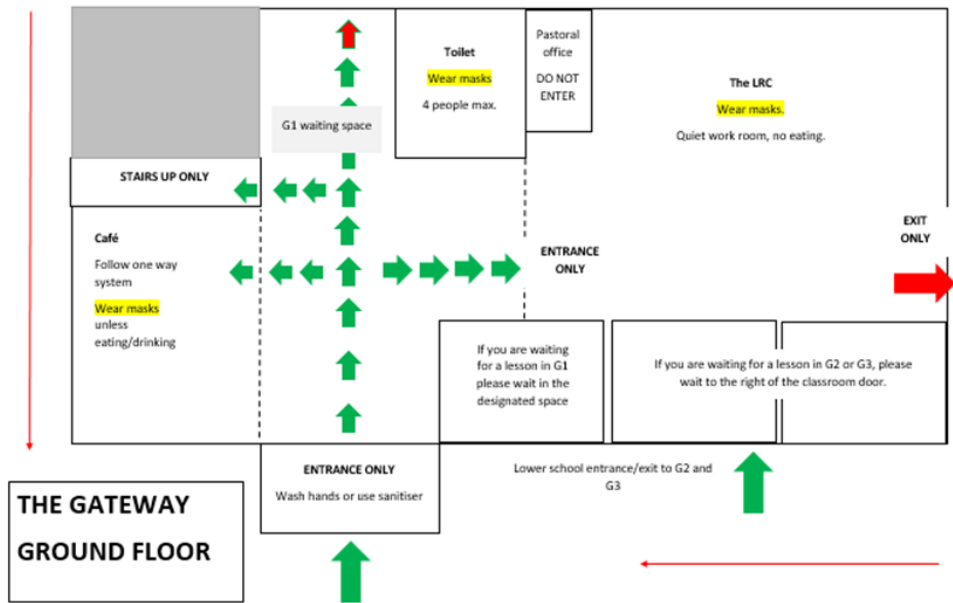 Toilet
Wear masks
4 people max.
Pastoral
office
DO NOT
ENTER
The LRC
Wear masks.
Quiet work room, no eating.
G1 waiting space
STAIRS UP ONLY
Café
Follow one way
system
Wear masks
unless
eating/drinking
ENTRANCE
ONLY
EXIT
ONLY
If you are waiting
for a lesson in G1
please wait in the
designated space
If you are waiting for a lesson in G2 or G3, please
wait to the right of the classroom door.
ENTRANCE ONLY
Wash hands or use sanitiser
Lower school entrance/exit to G2 and
G3
THE GATEWAY
GROUND FLOOR